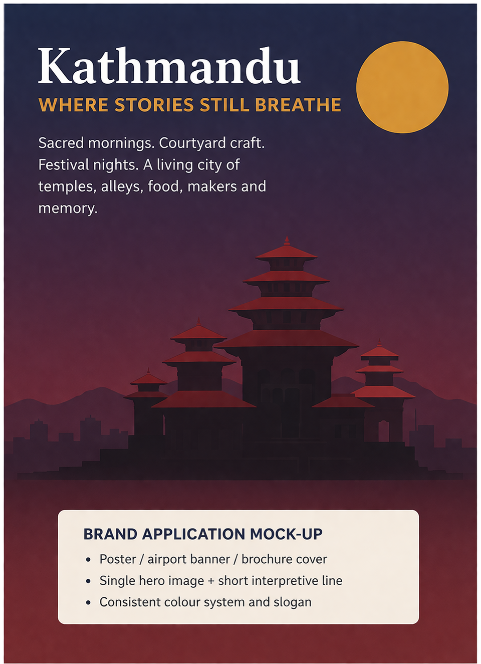 Kathmandu
WHERE STORIES STILL BREATHE
Sacred mornings. Courtyard craft.
Festival nights. A living city of
temples, alleys, food, makers and
memory.
BRAND APPLICATION MOCK-UP
• Poster / airport banner / brochure cover
• Single hero image + short interpretive line
• Consistent colour system and slogan